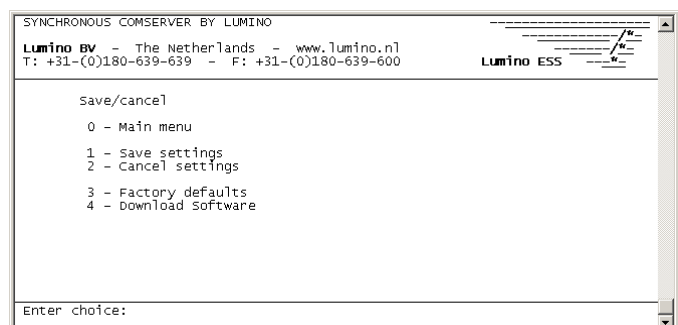 SYNCHRONOUS COMSERVER BY LUMINO
Lumino BV - The Netherlands - www.lumino.nl
T: +31-(0)180-639-639 - F: +31-(0)180-639-600
Lumino ESS
Save/cancel
0 - Main menu
1 - Save settings
2 - Cancel settings
3 - Factory defaults
4 - Download Software
Enter choice: